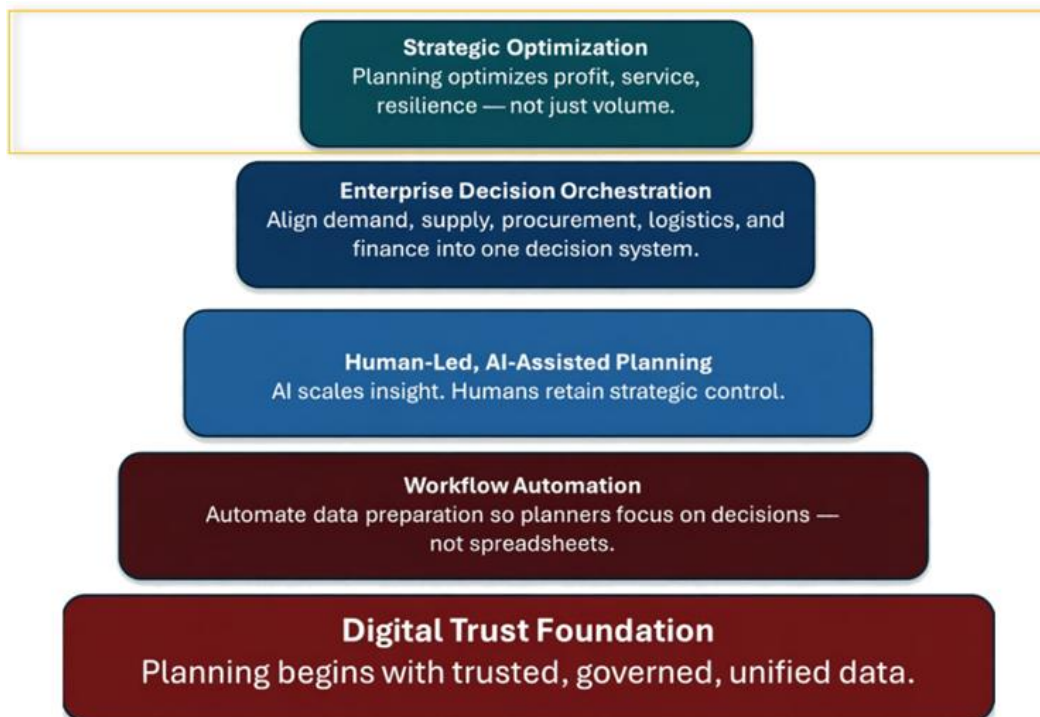 Strategic Optimization
Planning optimizes profit, service,
resilience — not just volume.
Enterprise Decision Orchestration
Align demand, supply, procurement, logistics, and
finance into one decision system.
Human-Led, AI-Assisted Planning
AI scales insight. Humans retain strategic control.
Workflow Automation
Automate data preparation so planners focus on decisions —
not spreadsheets.
Digital Trust Foundation
Planning begins with trusted, governed, unified data.